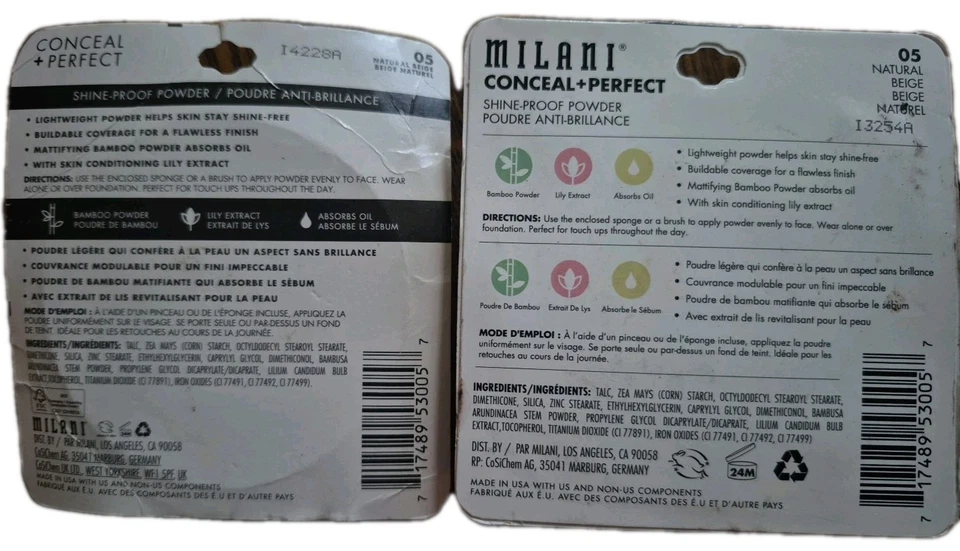 CONCEAL
+ PERFECT
I4228A
05
NATURAL BEIGE
BEIGE NATUREL
SHINE-PROOF POWDER / POUDRE ANTI-BRILLANCE
• LIGHTWEIGHT POWDER HELPS SKIN STAY SHINE-FREE
• BUILDABLE COVERAGE FOR A FLAWLESS FINISH
• MATTIFYING BAMBOO POWDER ABSORBS OIL
• WITH SKIN CONDITIONING LILY EXTRACT
DIRECTIONS: USE THE ENCLOSED SPONGE OR A BRUSH TO APPLY POWDER EVENLY TO FACE. WEAR
ALONE OR OVER FOUNDATION. PERFECT FOR TOUCH UPS THROUGHOUT THE DAY.
BAMBOO POWDER
POUDRE DE BAMBOU
LILY EXTRACT
EXTRAIT DE LYS
ABSORBS OIL
ABSORBE LE SÉBUM
• POUDRE LÉGÈRE QUI CONFÈRE À LA PEAU UN ASPECT SANS BRILLANCE
• COUVRANCE MODULABLE POUR UN FINI IMPECCABLE
• POUDRE DE BAMBOU MATIFIANTE QUI ABSORBE LE SÉBUM
• AVEC EXTRAIT DE LIS REVITALISANT POUR LA PEAU
MODE D'EMPLOI : À L'AIDE D'UN PINCEAU OU DE L'ÉPONGE INCLUSE, APPLIQUEZ LA
POUDRE UNIFORMÉMENT SUR LE VISAGE. SE PORTE SEULE OU PAR-DESSUS UN FOND
DE TEINT. IDÉALE POUR LES RETOUCHES AU COURS DE LA JOURNÉE.
INGREDIENTS/INGRÉDIENTS: TALC, ZEA MAYS (CORN) STARCH, OCTYLDODECYL STEAROYL STEARATE,
DIMETHICONE, SILICA, ZINC STEARATE, ETHYLHEXYLGLYCERIN, CAPRYLYL GLYCOL, DIMETHICONOL, BAMBUSA
ARUNDINACEA STEM POWDER, PROPYLENE GLYCOL DICAPRYLATE/DICAPRATE, LILIUM CANDIDUM BULB
EXTRACT,TOCOPHEROL, TITANIUM DIOXIDE (CI 77891), IRON OXIDES (CI 77491, CI 77492, CI 77499).
MILANI
DIST. BY / PAR MILANI, LOS ANGELES, CA 90058
CoSiChem AG, 35041 MARBURG, GERMANY
CoSiChem UK LTD., WEST YORKSHIRE, WF1 5PF, UK
MADE IN USA WITH US AND NON-US COMPONENTS
FABRIQUÉ AUX É.U. AVEC DES COMPOSANTS DES É.U ET D'AUTRE PAYS
7 17489 53005 7
MILANI®
CONCEAL+PERFECT
SHINE-PROOF POWDER
POUDRE ANTI-BRILLANCE
05
NATURAL
BEIGE
BEIGE
NATUREL
I3254A
Bamboo Powder
Lily Extract
Absorbs Oil
• Lightweight powder helps skin stay shine-free
• Buildable coverage for a flawless finish
• Mattifying Bamboo Powder absorbs oil
• With skin conditioning lily extract
DIRECTIONS: Use the enclosed sponge or a brush to apply powder evenly to face. Wear alone or over
foundation. Perfect for touch ups throughout the day.
Poudre De Bambou
Extrait De Lys
Absorbe le Sébum
• Poudre légère qui confère à la peau un aspect sans brillance
• Couvrance modulable pour un fini impeccable
• Poudre de bambou matifiante qui absorbe le sébum
• Avec extrait de lis revitalisant pour la peau
MODE D'EMPLOI : À l'aide d'un pinceau ou de l'éponge incluse, appliquez la poudre
uniformément sur le visage. Se porte seule ou par-dessus un fond de teint. Idéale pour les
retouches au cours de la journée.
INGREDIENTS/INGRÉDIENTS: TALC, ZEA MAYS (CORN) STARCH, OCTYLDODECYL STEAROYL STEARATE,
DIMETHICONE, SILICA, ZINC STEARATE, ETHYLHEXYLGLYCERIN, CAPRYLYL GLYCOL, DIMETHICONOL, BAMBUSA
ARUNDINACEA STEM POWDER, PROPYLENE GLYCOL DICAPRYLATE/DICAPRATE, LILIUM CANDIDUM BULB
EXTRACT,TOCOPHEROL, TITANIUM DIOXIDE (CI 77891), IRON OXIDES (CI 77491, CI 77492, CI 77499)
DIST. BY / PAR MILANI, LOS ANGELES, CA 90058
RP: CoSiChem AG, 35041 MARBURG, GERMANY
24M
MADE IN USA WITH US AND NON-US COMPONENTS
FABRIQUÉ AUX É.U. AVEC DES COMPOSANTS DES É.U ET D'AUTRE PAYS
7 17489 53005 7